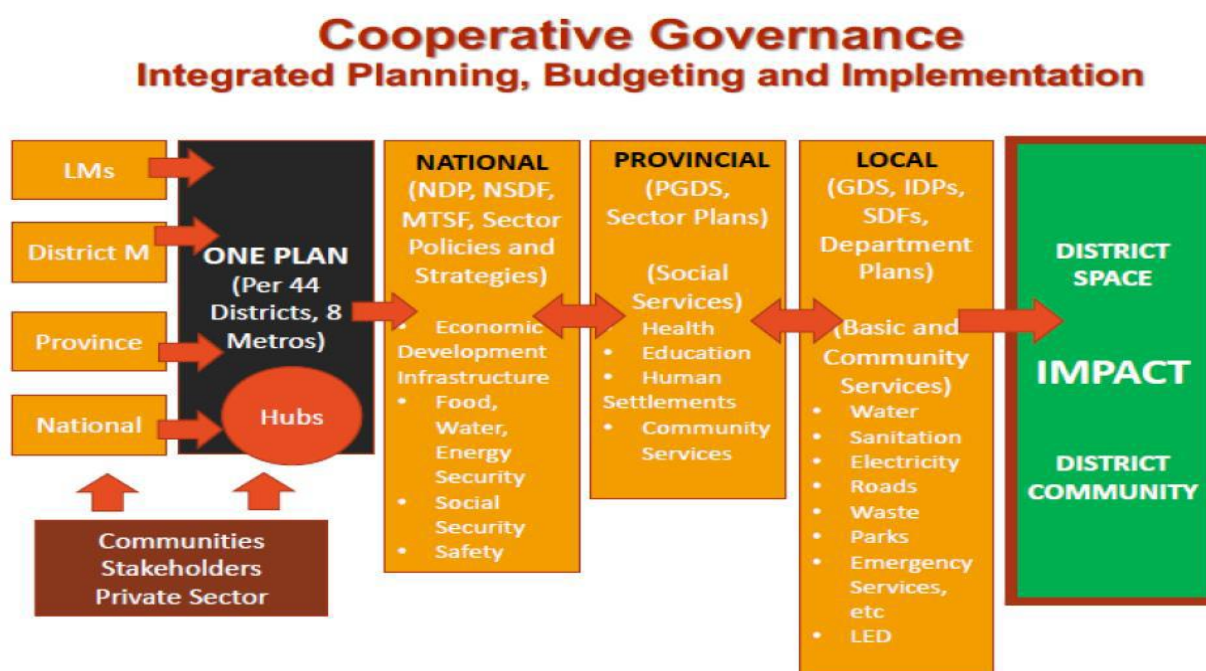 Cooperative Governance
Integrated Planning, Budgeting and Implementation
LMs
District M
Province
National
Communities
Stakeholders
Private Sector
ONE PLAN
(Per 44
Districts, 8
Metros)
Hubs
NATIONAL
(NDP, NSDF,
MTSF, Sector
Policies and
Strategies)
• Economic
Development
Infrastructure
• Food,
Water,
Energy
Security
• Social
Security
• Safety
PROVINCIAL
(PGDS,
Sector Plans)
(Social
Services)
• Health
• Education
• Human
Settlements
• Community
Services
LOCAL
(GDS, IDPs,
SDFs,
Department
Plans)
(Basic and
Community
Services)
• Water
• Sanitation
• Electricity
• Roads
• Waste
• Parks
• Emergency
Services,
etc
• LED
DISTRICT
SPACE
IMPACT
DISTRICT
COMMUNITY